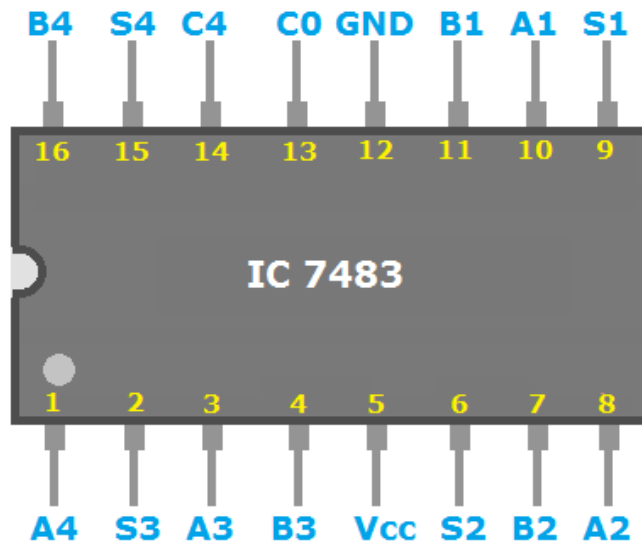 B4 S4 C4 C0 GND B1 A1 S1
16 15 14 13 12 11 10 9
IC 7483
1 2 3 4 5 6 7 8
A4 S3 A3 B3 Vcc S2 B2 A2